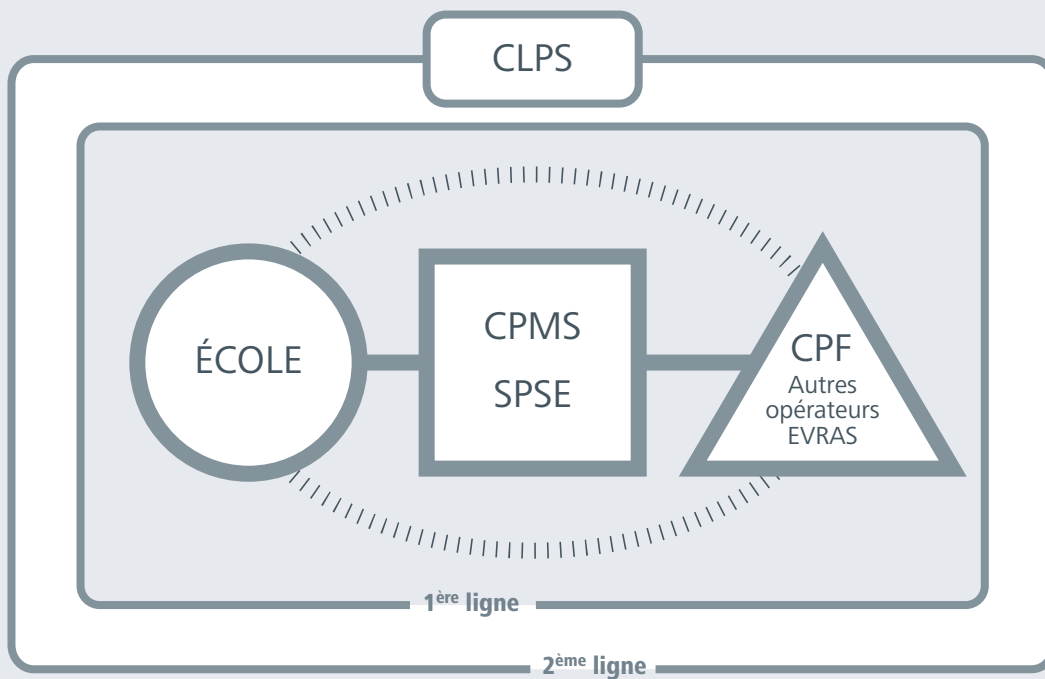 CLPS
ÉCOLE
CPMS
SPSE
CPF
Autres
opérateurs
EVRAS
1ère ligne
2ème ligne